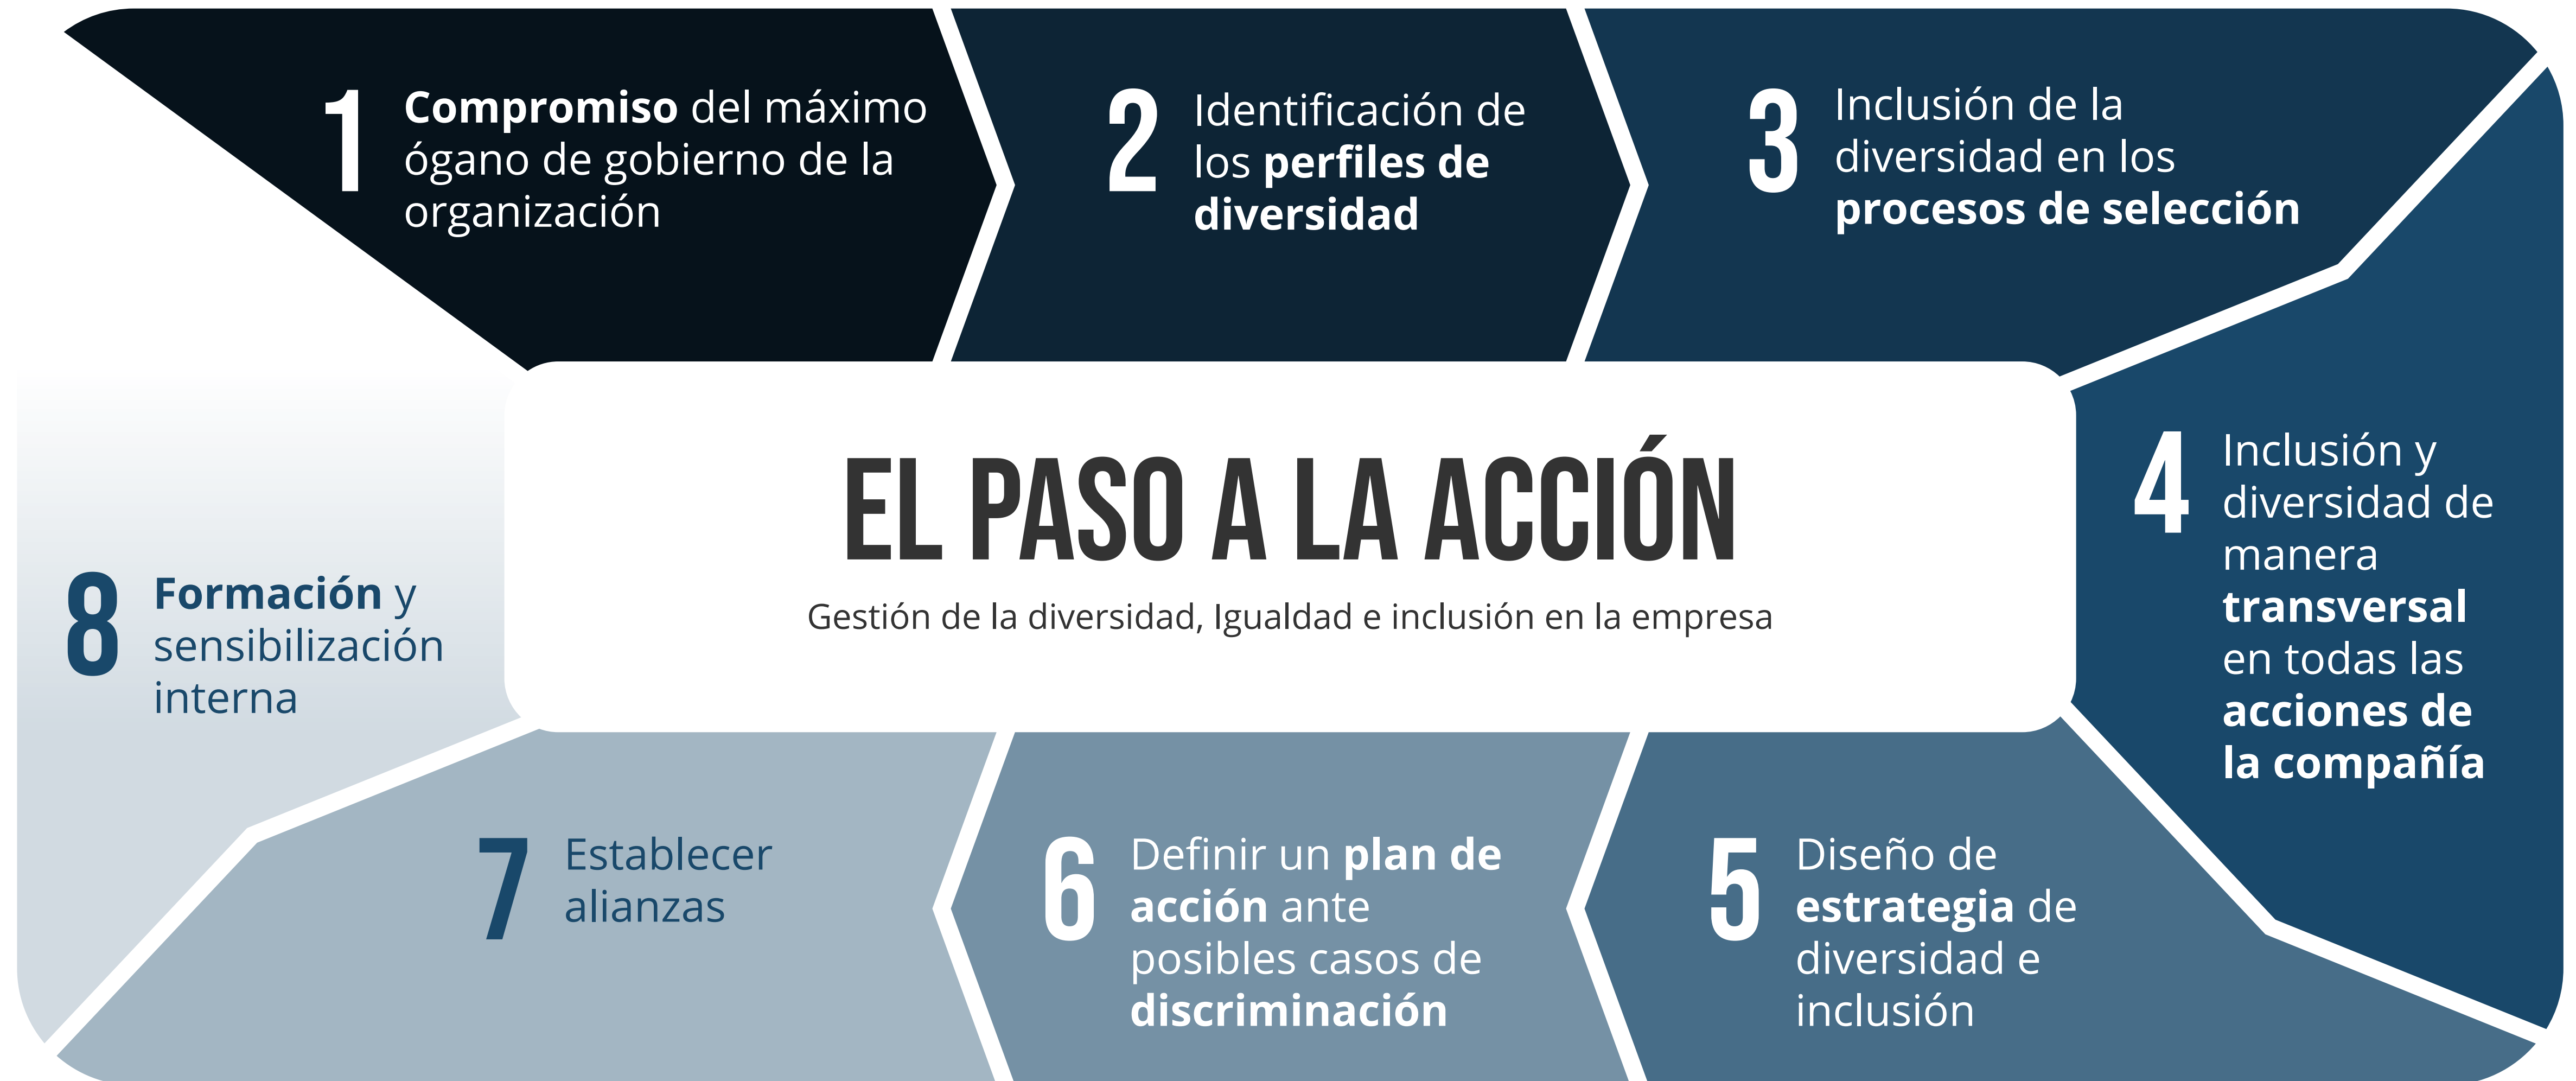 1
Compromiso del máximo
ógano de gobierno de la
organización
2
Identificación de
los perfiles de
diversidad
3
Inclusión de la
diversidad en los
procesos de selección
4
Inclusión y
diversidad de
manera
transversal
en todas las
acciones de
la compañía
EL PASO A LA ACCIÓN
Gestión de la diversidad, Igualdad e inclusión en la empresa
5
Diseño de
estrategia de
diversidad e
inclusión
6
Definir un plan de
acción ante
posibles casos de
discriminación
7
Establecer
alianzas
8
Formación y
sensibilización
interna